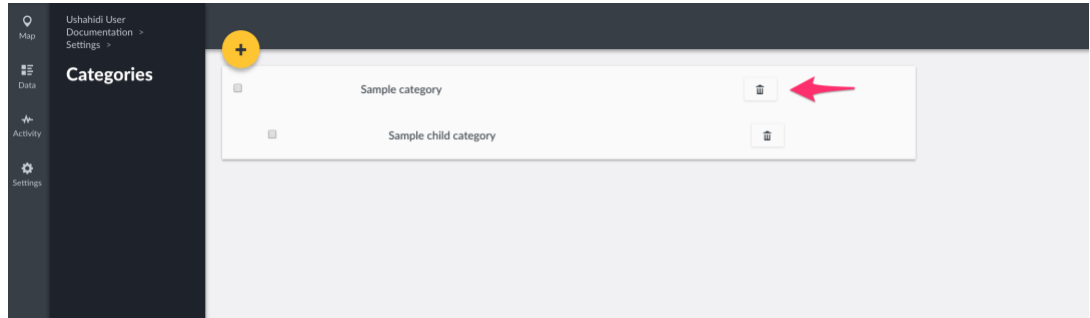 Map
Data
Activity
Settings
Ushahidi User
Documentation >
Settings >
Categories
+
Sample category
Sample child category